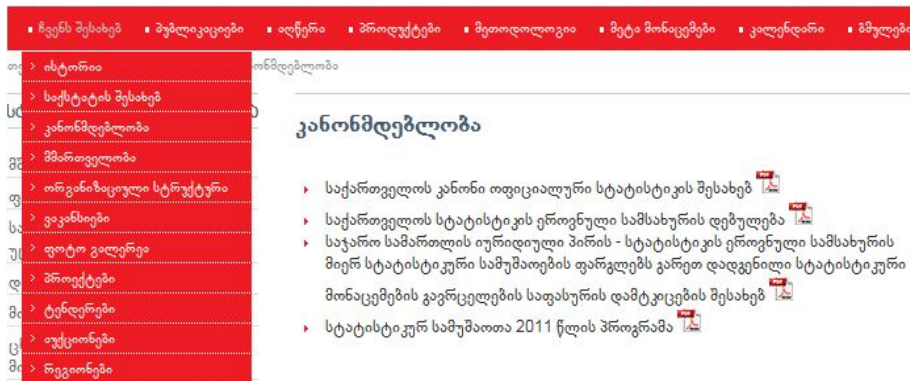 ჩვენს შესახებ პუბლიკაციები აღწერა პროდუქტები მეთოდოლოგია მეტა მონაცემები კალენდარი ბმულები
ისტორია
საქსტატის შესახებ
კანონმდებლობა
მმართველობა
ორგანიზაციული სტრუქტურა
ვაკანსიები
ფოტო გალერეა
პროექტები
ტენდერები
აუქციონები
რეგიონები
კანონმდებლობა
საქართველოს კანონი ოფიციალური სტატისტიკის შესახებ
საქართველოს სტატისტიკის ეროვნული სამსახურის დებულება
საჯარო სამართლის იურიდიული პირის - სტატისტიკის ეროვნული სამსახურის
მიერ სტატისტიკური სამუშაოების ფარგლებს გარეთ დადგენილი სტატისტიკური
მონაცემების გავრცელების საფასურის დამტკიცების შესახებ
სტატისტიკურ სამუშაოთა 2011 წლის პროგრამა